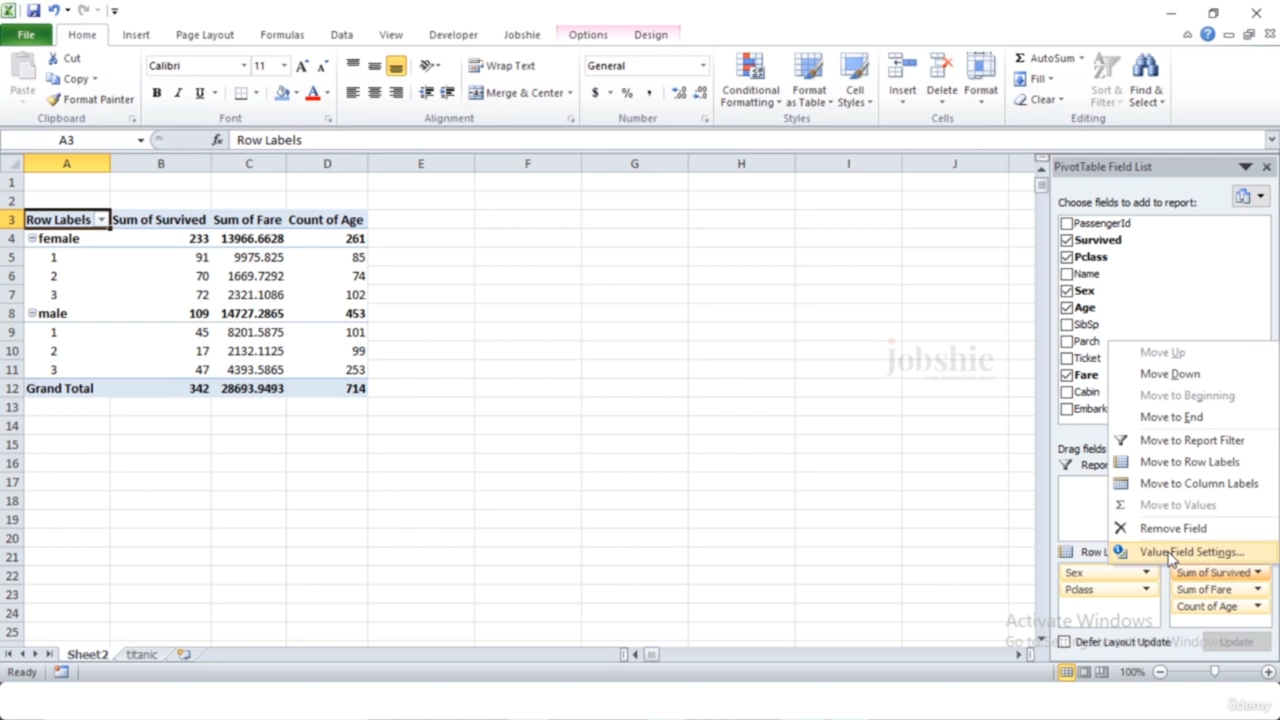 File Home Insert Page Layout Formulas Data View Developer Jobshie Options Design
Cut
Copy
Format Painter
Paste
Clipboard
Calibri 11 A A
B I U A
Font
Wrap Text
Merge & Center
Alignment
General
$ % ,
Number
Conditional Formatting
Format as Table
Cell Styles
Styles
Insert Delete Format
Cells
Σ AutoSum
Fill
Clear
Sort & Filter
Find & Select
Editing
A3 fx Row Labels
A B C D E F G H I J
1
2
3 Row Labels Sum of Survived Sum of Fare Count of Age
4 female 233 13966.6628 261
5 1 91 9975.825 85
6 2 70 1669.7292 74
7 3 72 2321.1086 102
8 male 109 14727.2865 453
9 1 45 8201.5875 101
10 2 17 2132.1125 99
11 3 47 4393.5865 253
12 Grand Total 342 28693.9493 714
13
14
15
16
17
18
19
20
21
22
23
24
25
jobshie
PivotTable Field List
Choose fields to add to report:
PassengerId
Survived
Pclass
Name
Sex
Age
SibSp
Parch
Ticket
Fare
Cabin
Embark
Move Up
Move Down
Move to Beginning
Move to End
Move to Report Filter
Move to Row Labels
Move to Column Labels
Σ Move to Values
Remove Field
Value Field Settings...
Drag fields
Repor
Row L
Sex
Pclass
Sum of Survived
Sum of Fare
Count of Age
Activate Windows
Defer Layout Update Update
Sheet2 titanic
Ready 100%
ûdemy